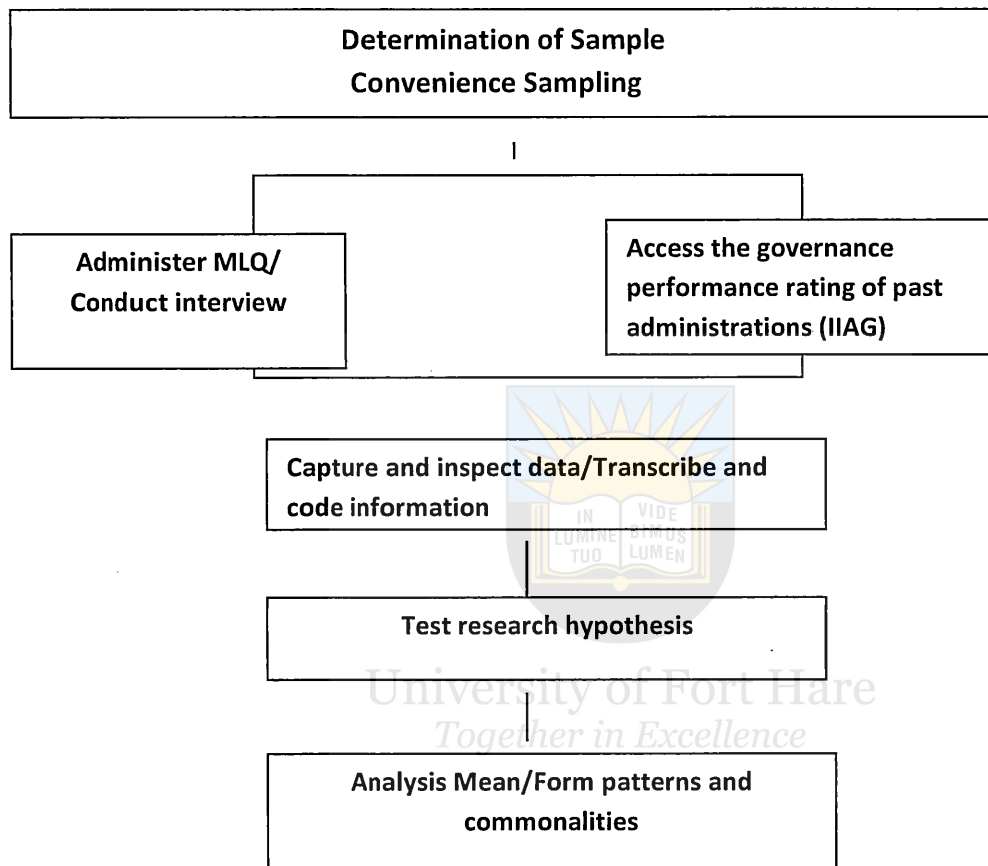 Determination of Sample
Convenience Sampling
Administer MLQ/
Conduct interview
Access the governance
performance rating of past
administrations (IIAG)
Capture and inspect data/Transcribe and
code information
IN
LUMINE
TUO
VIDE
BIMUS
LUMEN
Test research hypothesis
University of Fort Hare
Together in Excellence
Analysis Mean/Form patterns and
commonalities